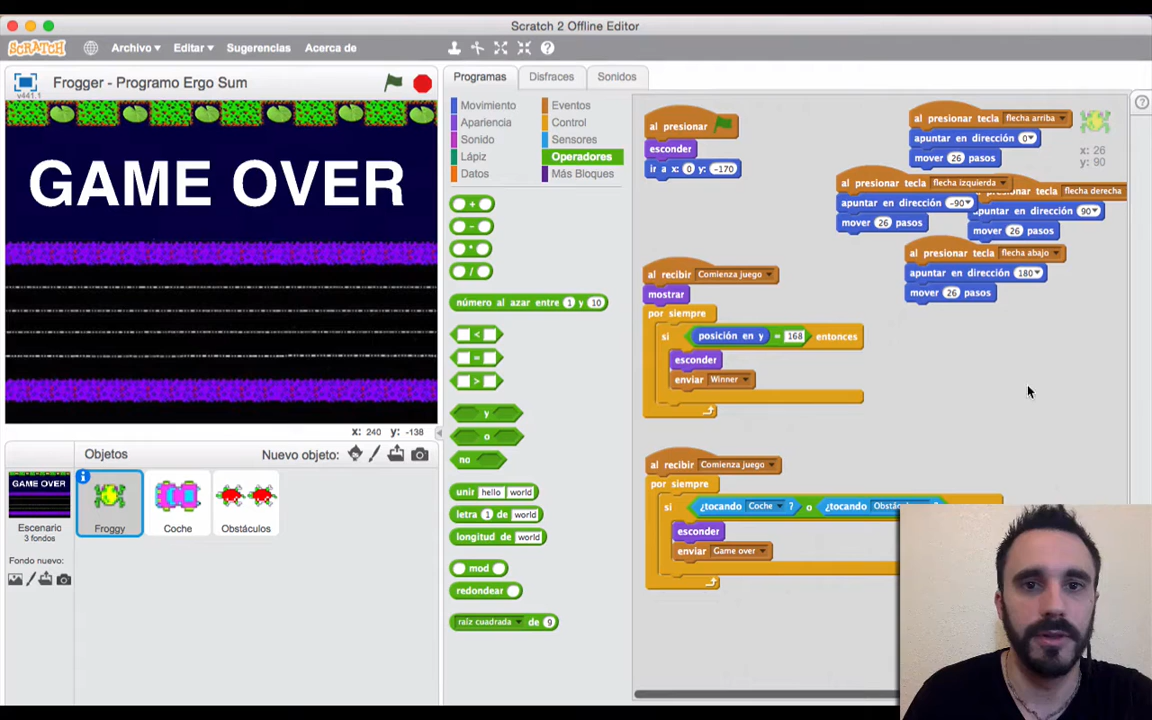 Scratch 2 Offline Editor
SCRATCH Archivo Editar Sugerencias Acerca de
v441.1 Frogger - Programo Ergo Sum
GAME OVER
x: 240 y: -138
Objetos Nuevo objeto:
GAME OVER
Escenario
3 fondos
Fondo nuevo:
Froggy
Coche
Obstáculos
Programas Disfraces Sonidos
Movimiento Eventos
Apariencia Control
Sonido Sensores
Lápiz Operadores
Datos Más Bloques
+
-
*
/
número al azar entre 1 y 10
<
=
>
y
o
no
unir hello world
letra 1 de world
longitud de world
mod
redondear
raíz cuadrada de 9
al presionar
esconder
ir a x: 0 y: -170
al presionar tecla flecha arriba
apuntar en dirección 0
mover 26 pasos
x: 26
y: 90
al presionar tecla flecha izquierda
apuntar en dirección -90
mover 26 pasos
tecla flecha derecha
apuntar en dirección 90
mover 26 pasos
al presionar tecla flecha abajo
apuntar en dirección 180
mover 26 pasos
al recibir Comienza juego
mostrar
por siempre
si posición en y = 168 entonces
esconder
enviar Winner
al recibir Comienza juego
por siempre
si ¿tocando Coche ? o ¿tocando
esconder
enviar Game over